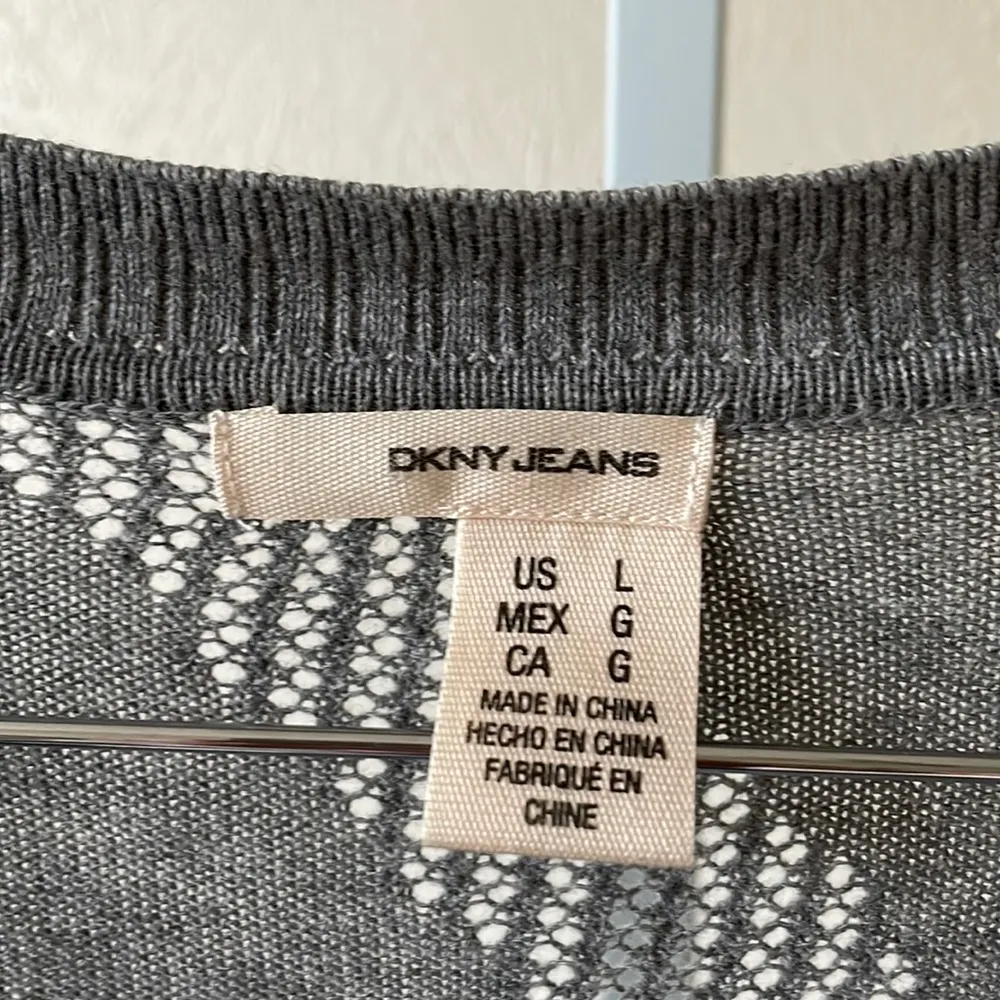 DKNY JEANS
US L
MEX G
CA G
MADE IN CHINA
HECHO EN CHINA
FABRIQUÉ EN
CHINE